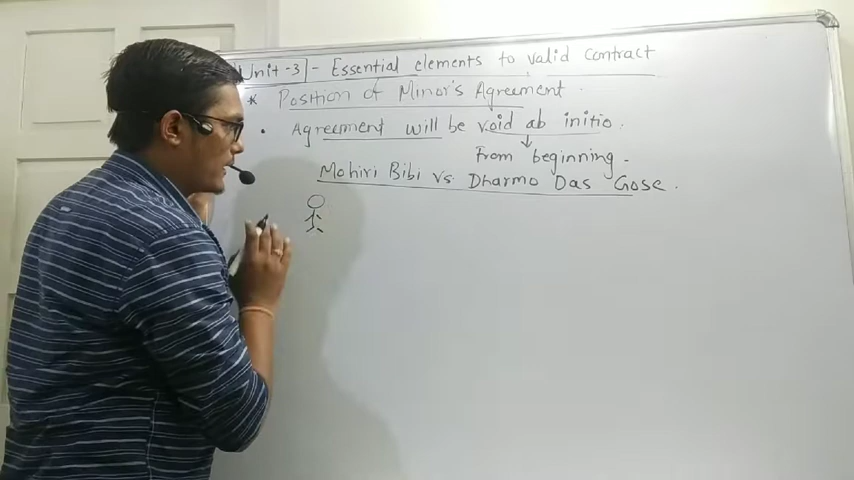 Unit-3 - Essential elements to valid Contract
* Position of Minor's Agreement
• Agreement will be void ab initio.
From beginning -
Mohiri Bibi vs. Dharmo Das Gose.